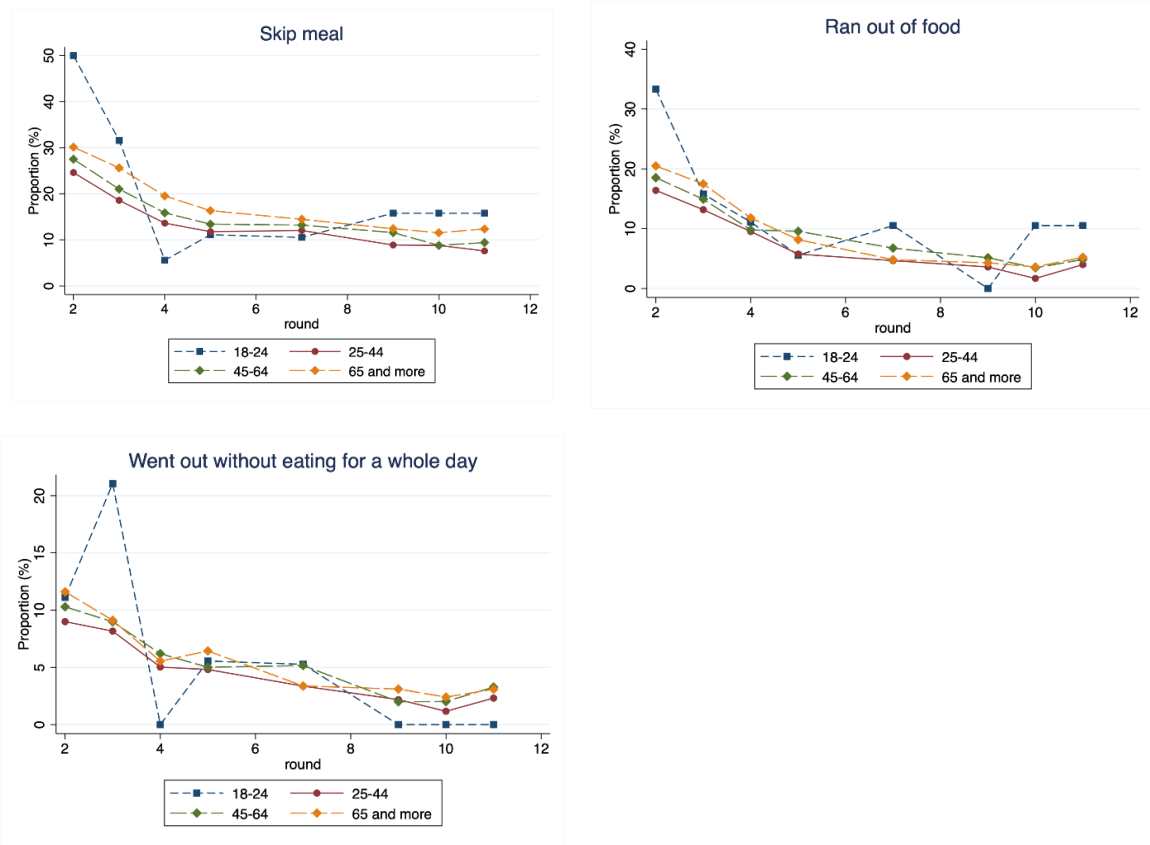 Skip meal
Proportion (%)
50
40
30
20
10
0
2 4 6 8 10 12
round
18-24 25-44
45-64 65 and more
Ran out of food
Proportion (%)
40
30
20
10
0
2 4 6 8 10 12
round
18-24 25-44
45-64 65 and more
Went out without eating for a whole day
Proportion (%)
20
15
10
5
0
2 4 6 8 10 12
round
18-24 25-44
45-64 65 and more